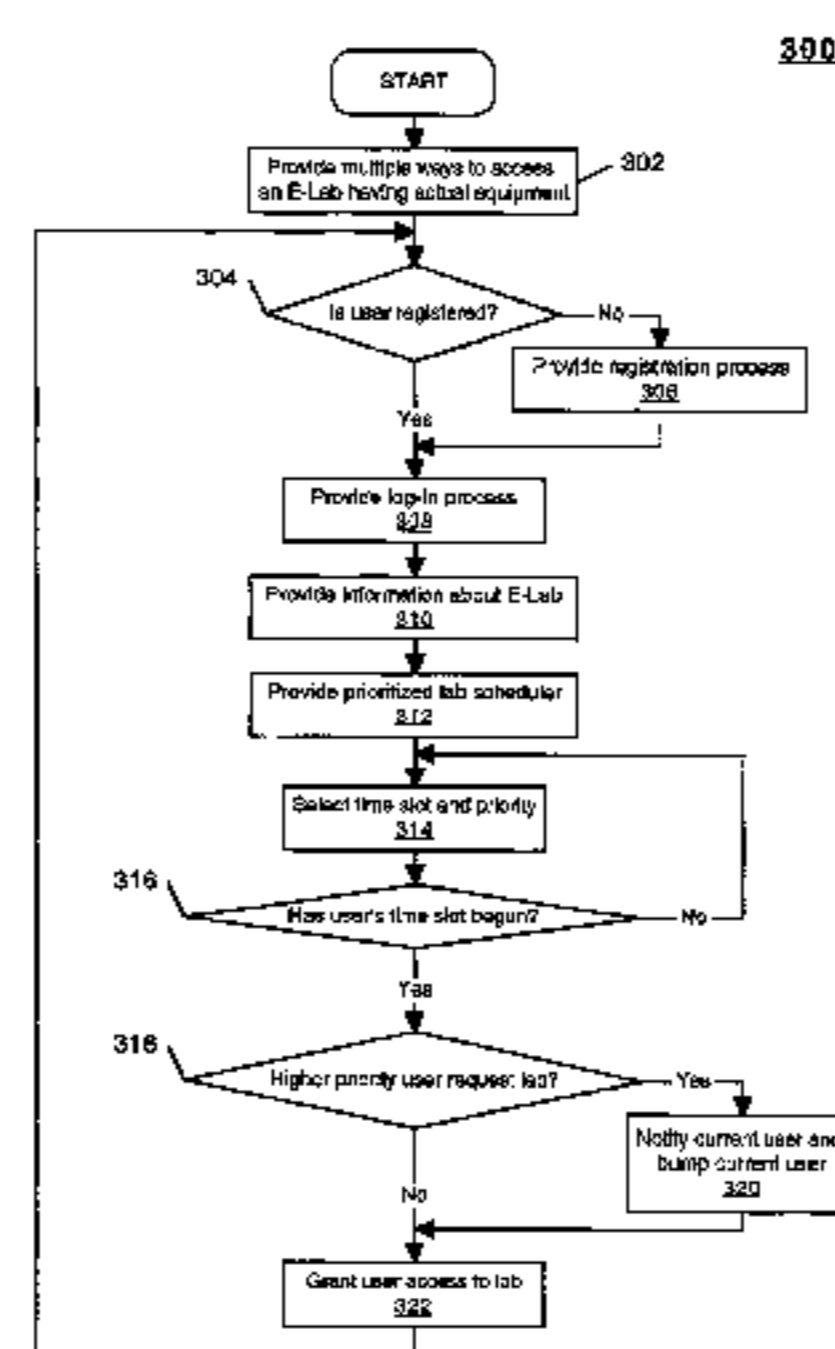 300
START
Provide multiple ways to access
an E-Lab having actual equipment
302
304
Is user registered?
No
Provide registration process
306
Yes
Provide log-in process
308
Provide information about E-Lab
310
Provide prioritized lab scheduler
312
Select time slot and priority
314
316
Has user's time slot begun?
No
Yes
318
Higher priority user request lab?
Yes
Notify current user and
bump current user
320
No
Grant user access to lab
322